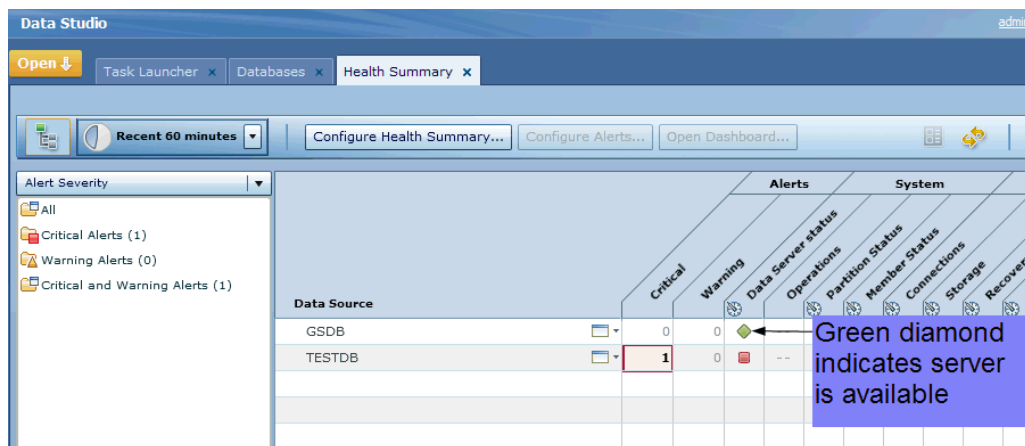 Data Studio
admin
Open
Task Launcher x
Databases x
Health Summary x
Recent 60 minutes
Configure Health Summary...
Configure Alerts...
Open Dashboard...
Alert Severity
All
Critical Alerts (1)
Warning Alerts (0)
Critical and Warning Alerts (1)
Alerts
System
Data Source
Critical
Warning
Data Server status
Operations
Partition Status
Member Status
Connections
Storage
Recover
GSDB 0 0
TESTDB 1 0 --
Green diamond
indicates server
is available